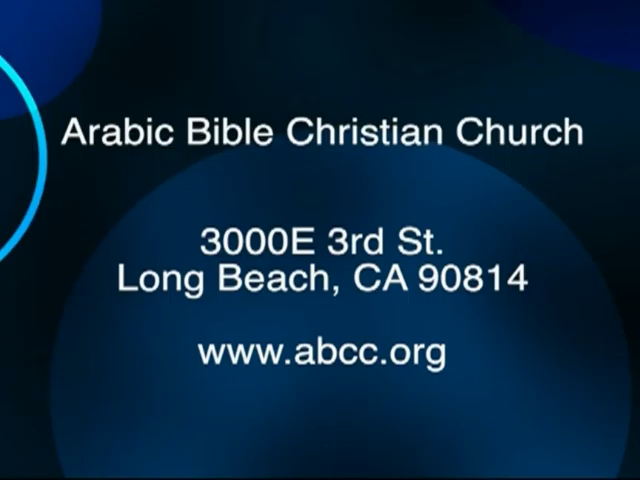 Arabic Bible Christian Church
3000E 3rd St.
Long Beach, CA 90814
www.abcc.org